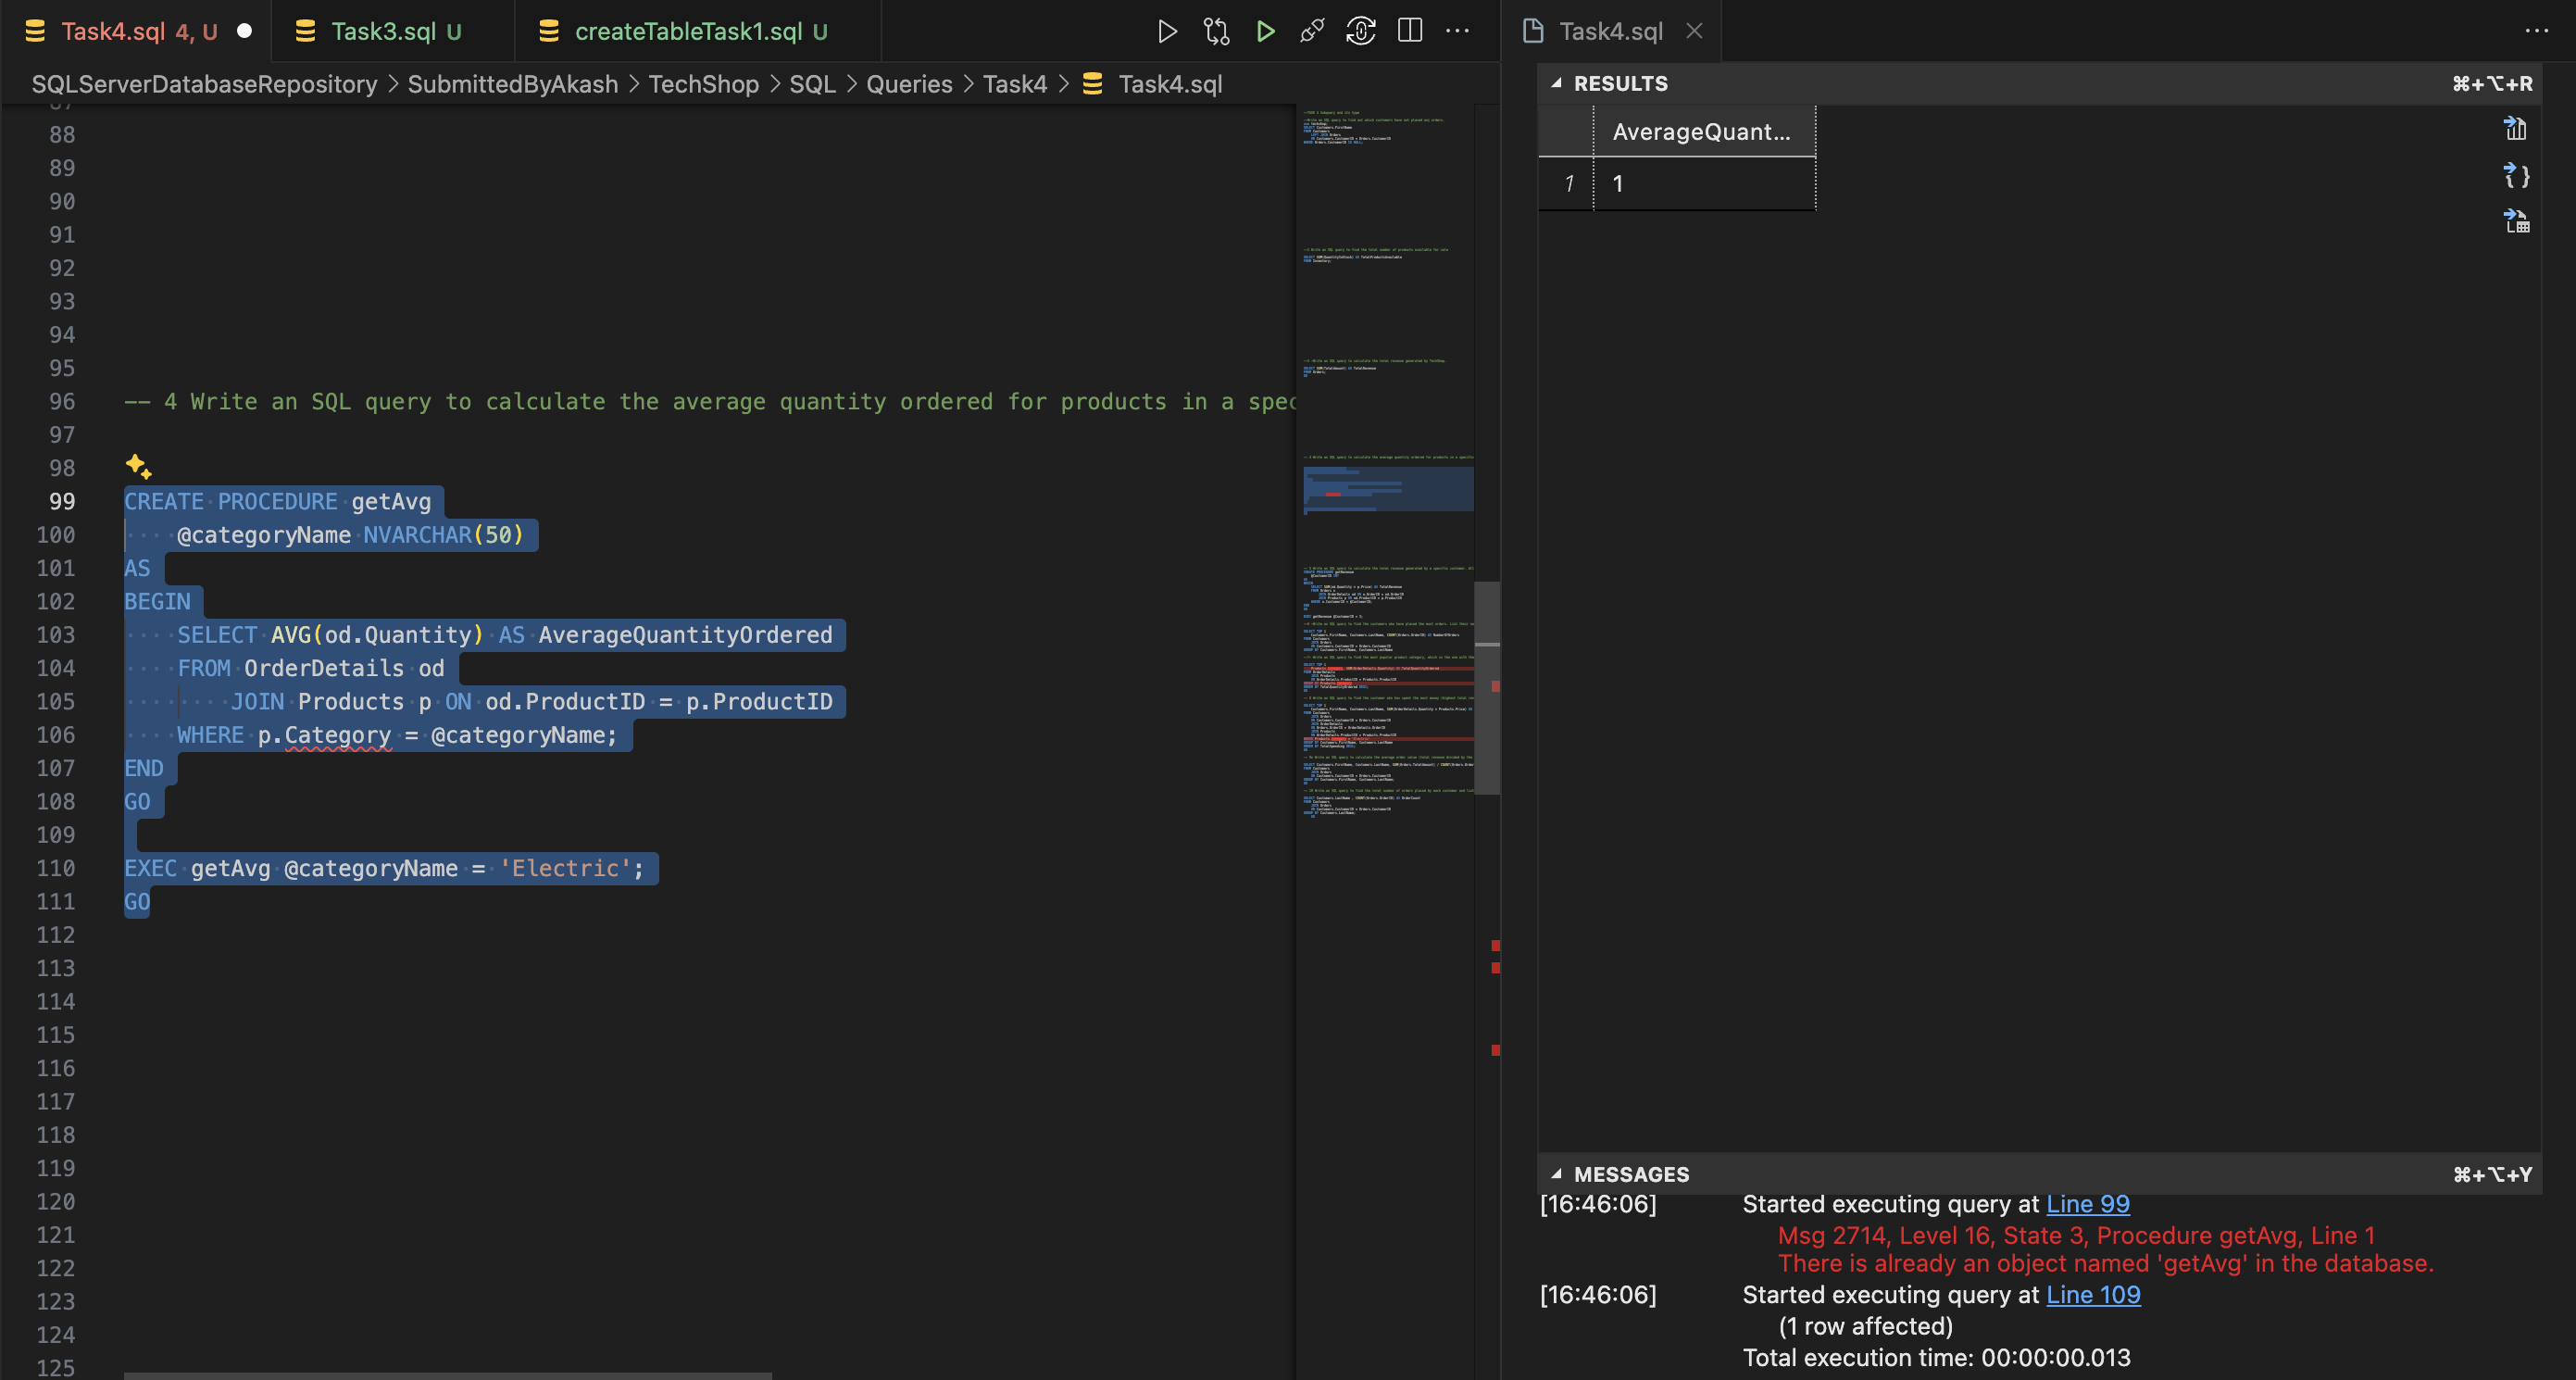 Task4.sql 4, U
Task3.sql U
createTableTask1.sql U
Task4.sql
SQLServerDatabaseRepository > SubmittedByAkash > TechShop > SQL > Queries > Task4 > Task4.sql
88
89
90
91
92
93
94
95
96 -- 4 Write an SQL query to calculate the average quantity ordered for products in a spec
97
98
99 CREATE PROCEDURE getAvg
100 @categoryName NVARCHAR(50)
101 AS
102 BEGIN
103 SELECT AVG(od.Quantity) AS AverageQuantityOrdered
104 FROM OrderDetails od
105 JOIN Products p ON od.ProductID = p.ProductID
106 WHERE p.Category = @categoryName;
107 END
108 GO
109
110 EXEC getAvg @categoryName = 'Electric';
111 GO
112
113
114
115
116
117
118
119
120
121
122
123
124
125
RESULTS ⌘+⌥+R
AverageQuant...
1 1
MESSAGES ⌘+⌥+Y
[16:46:06] Started executing query at Line 99
Msg 2714, Level 16, State 3, Procedure getAvg, Line 1
There is already an object named 'getAvg' in the database.
[16:46:06] Started executing query at Line 109
(1 row affected)
Total execution time: 00:00:00.013